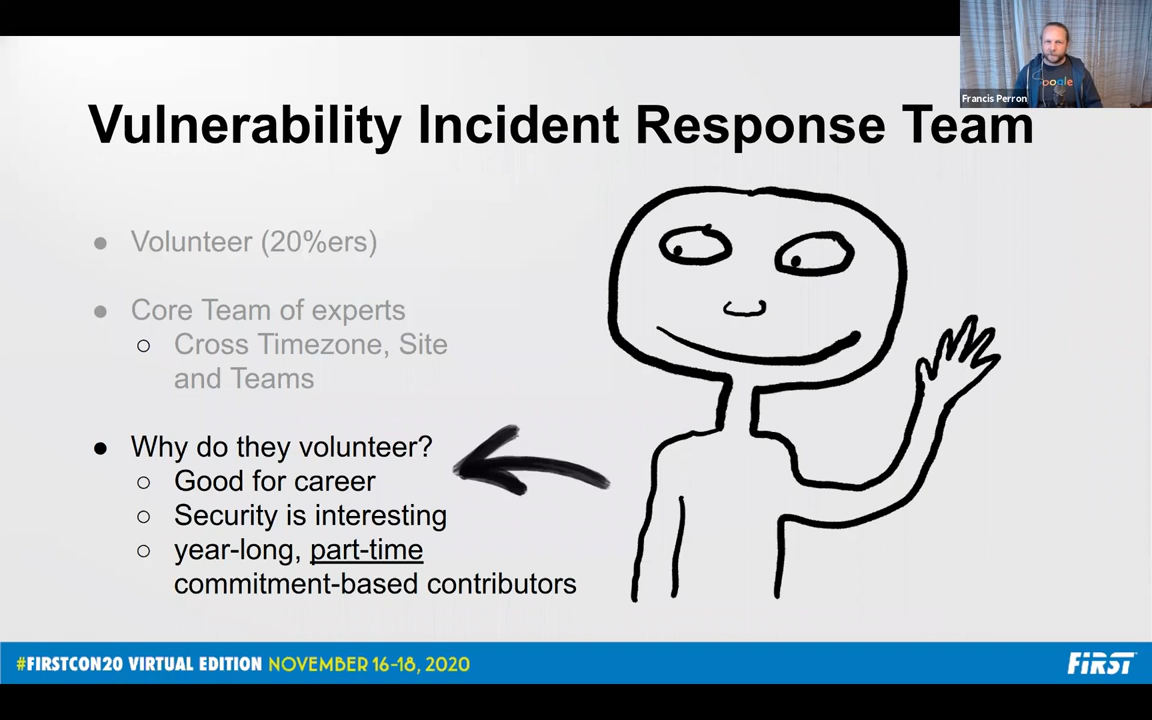 Google
Francis Perron
Vulnerability Incident Response Team
● Volunteer (20%ers)
● Core Team of experts
○ Cross Timezone, Site
and Teams
● Why do they volunteer?
○ Good for career
○ Security is interesting
○ year-long, part-time
commitment-based contributors
#FIRSTCON20 VIRTUAL EDITION NOVEMBER 16-18, 2020
FiRST